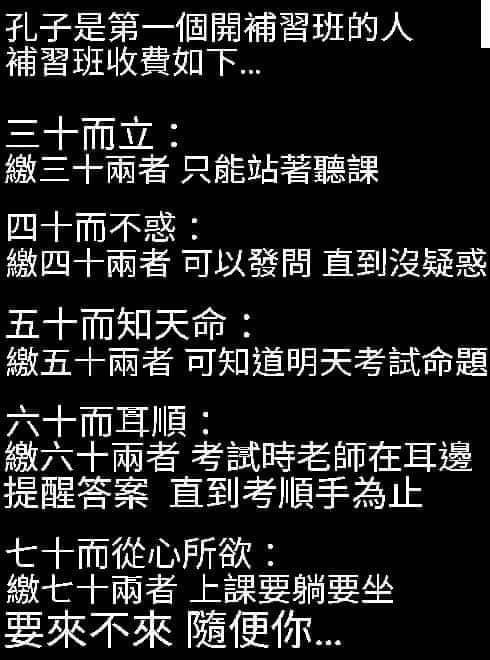 孔子是第一個開補習班的人
補習班收費如下...
三十而立：
繳三十兩者 只能站著聽課
四十而不惑：
繳四十兩者 可以發問 直到沒疑惑
五十而知天命：
繳五十兩者 可知道明天考試命題
六十而耳順：
繳六十兩者 考試時老師在耳邊
提醒答案 直到考順手為止
七十而從心所欲：
繳七十兩者 上課要躺要坐
要來不來 隨便你...